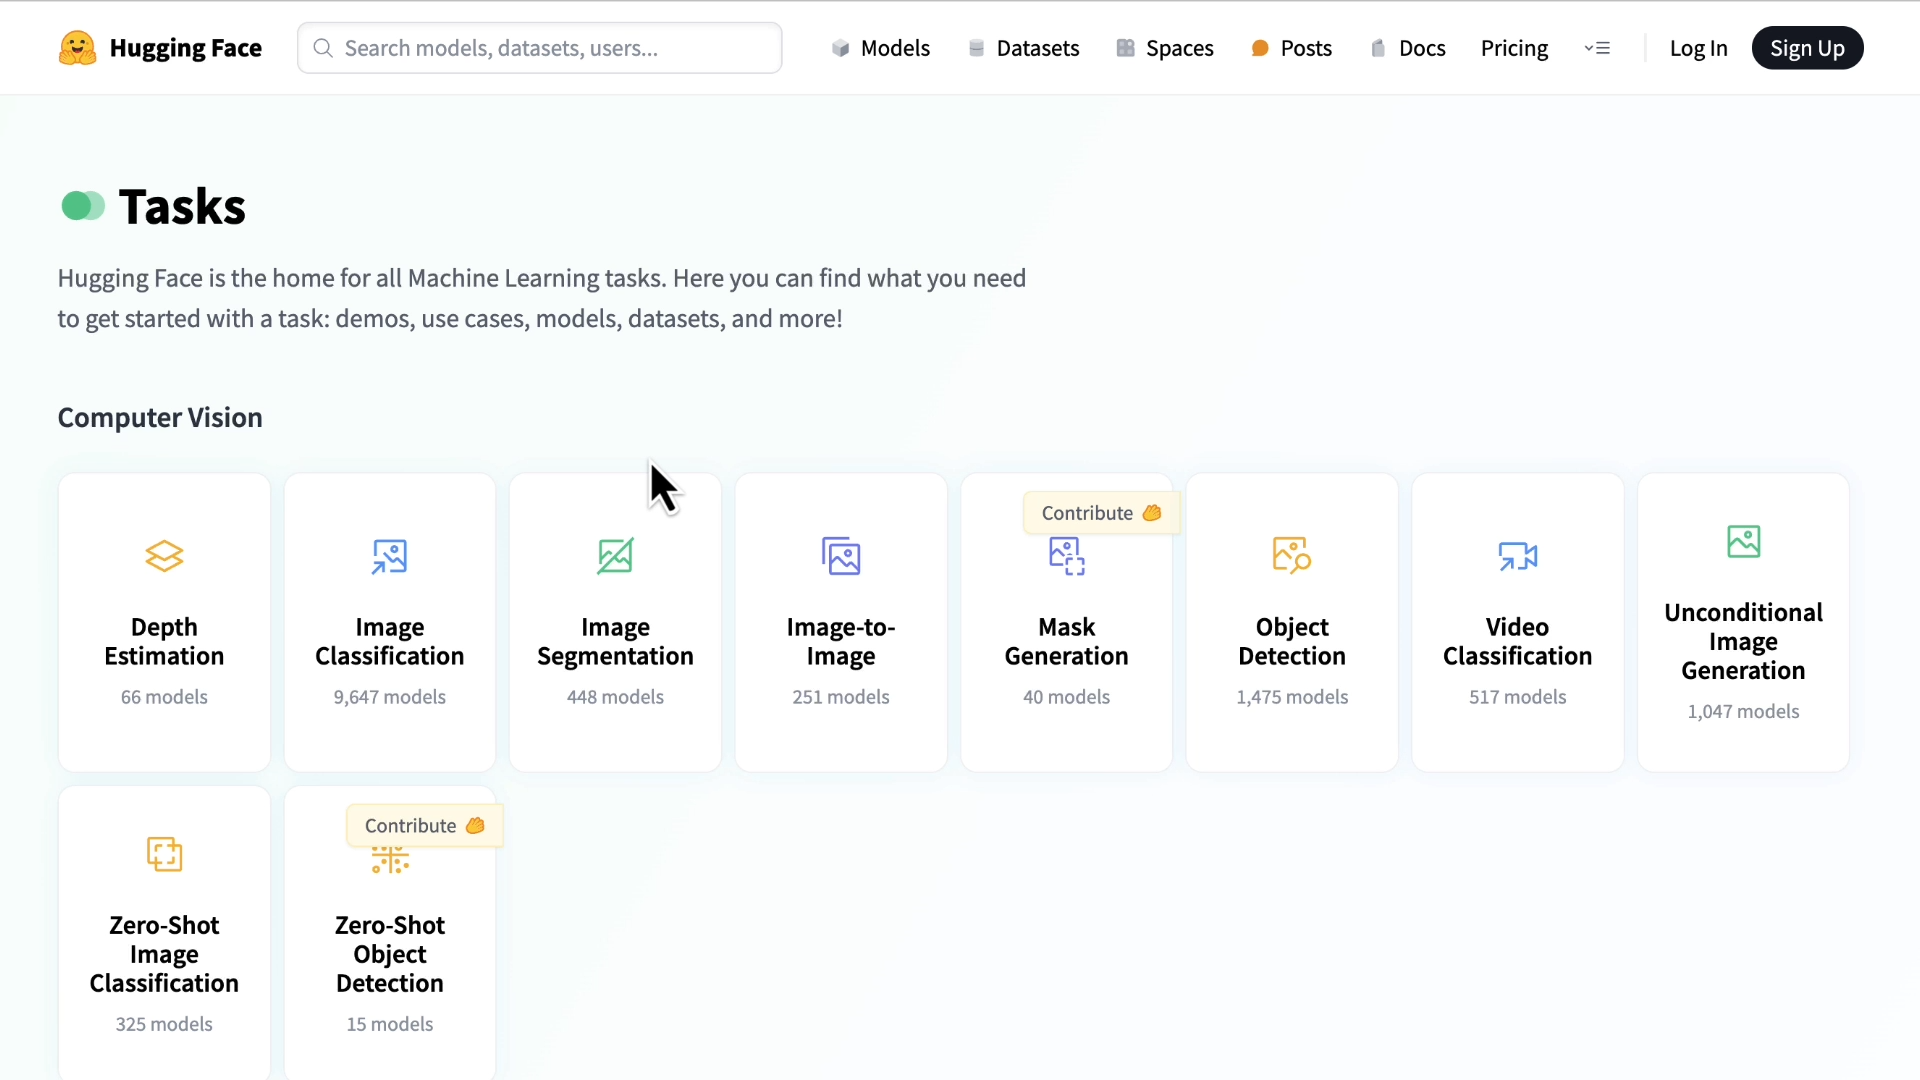 Hugging Face
Search models, datasets, users...
Models
Datasets
Spaces
Posts
Docs
Pricing
Log In
Sign Up
Tasks
Hugging Face is the home for all Machine Learning tasks. Here you can find what you need
to get started with a task: demos, use cases, models, datasets, and more!
Computer Vision
Depth
Estimation
66 models
Image
Classification
9,647 models
Image
Segmentation
448 models
Image-to-
Image
251 models
Contribute
Mask
Generation
40 models
Object
Detection
1,475 models
Video
Classification
517 models
Unconditional
Image
Generation
1,047 models
Zero-Shot
Image
Classification
325 models
Contribute
Zero-Shot
Object
Detection
15 models